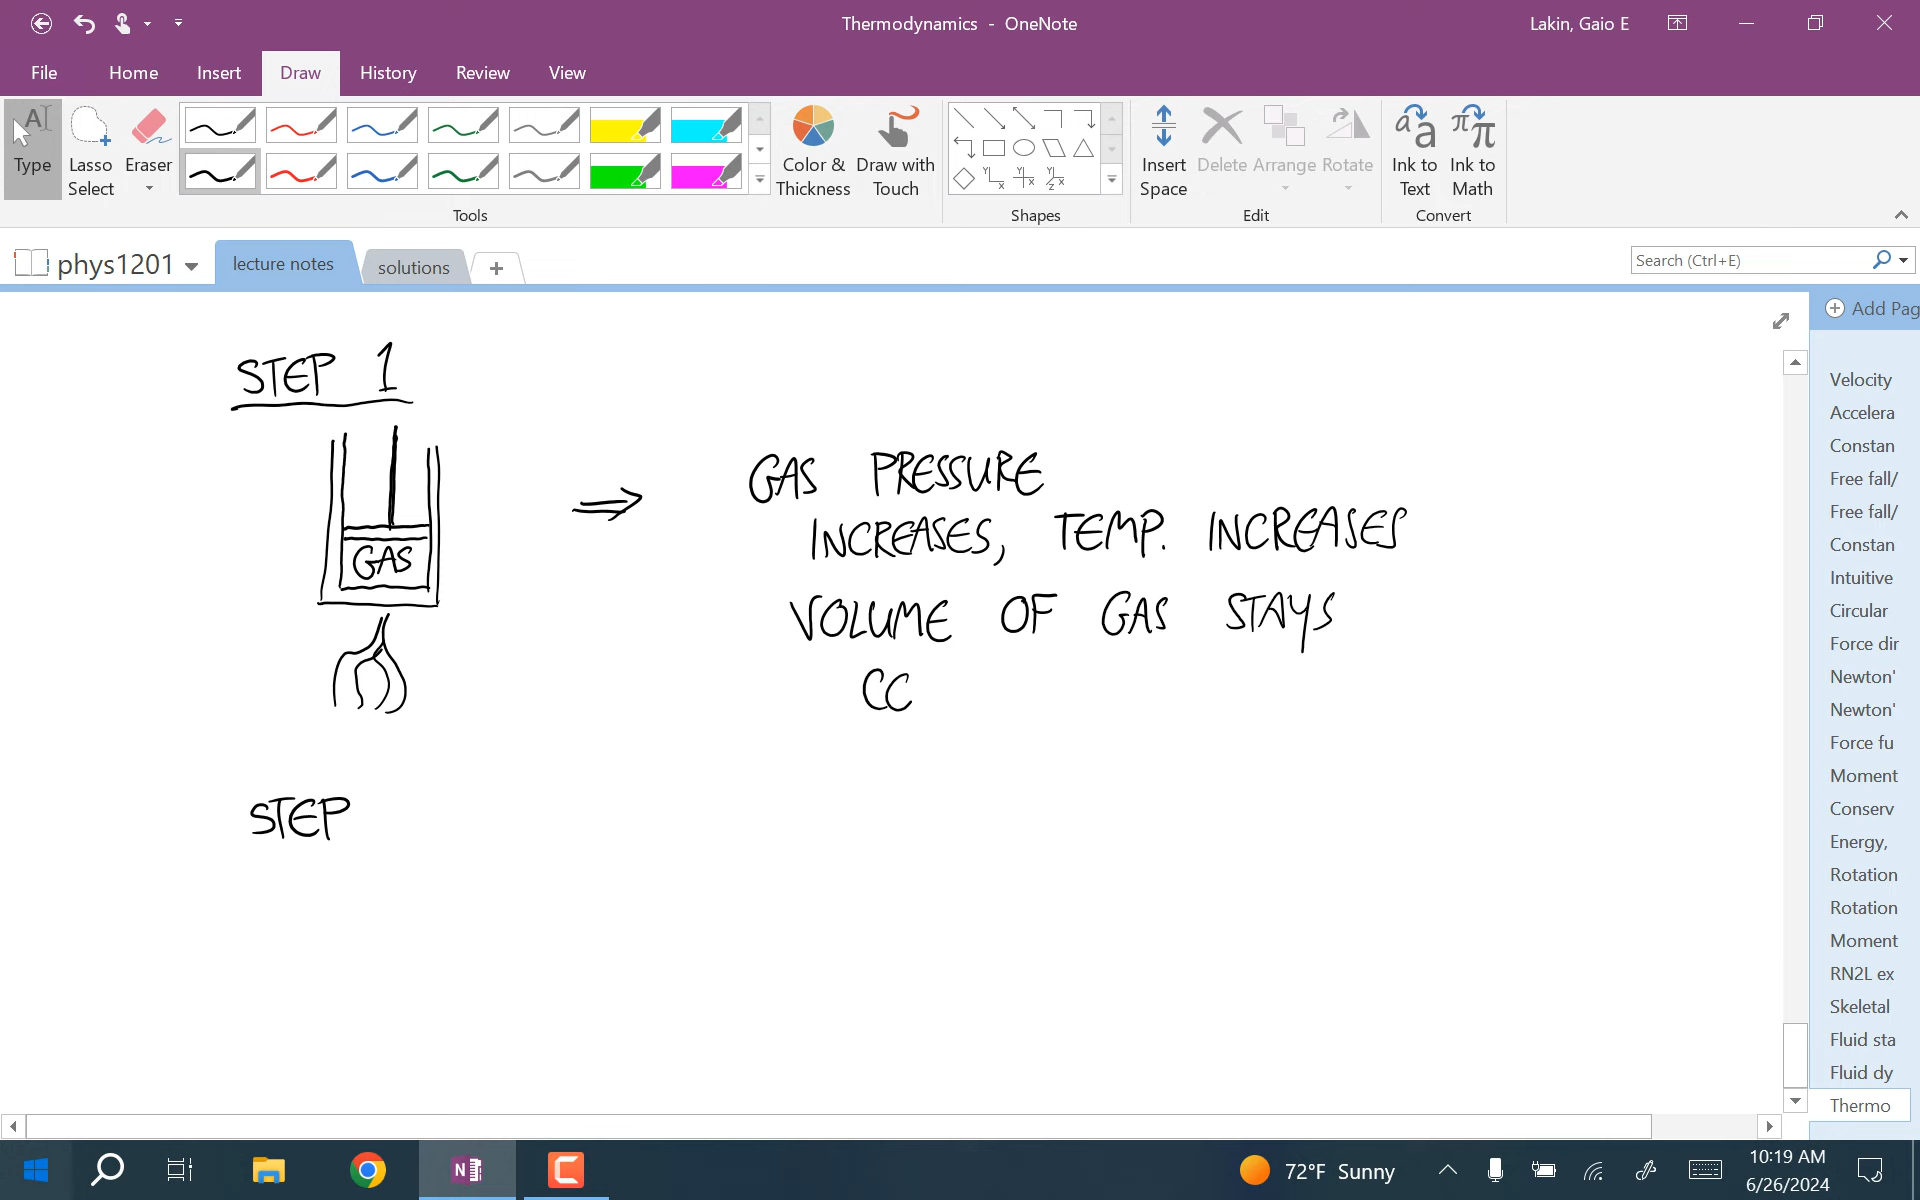 Thermodynamics - OneNote
Lakin, Gaio E
File Home Insert Draw History Review View
Type
Lasso Select
Eraser
Color & Thickness
Draw with Touch
Insert Space
Delete
Arrange
Rotate
Ink to Text
Ink to Math
Tools
Shapes
Edit
Convert
phys1201
lecture notes
solutions
Search (Ctrl+E)
Add Pag
STEP 1
GAS
⇒
GAS PRESSURE
INCREASES, TEMP. INCREASES
VOLUME OF GAS STAYS
CC
STEP
Velocity
Accelera
Constan
Free fall/
Free fall/
Constan
Intuitive
Circular
Force dir
Newton'
Newton'
Force fu
Moment
Conserv
Energy,
Rotation
Rotation
Moment
RN2L ex
Skeletal
Fluid sta
Fluid dy
Thermo
72°F Sunny
10:19 AM
6/26/2024